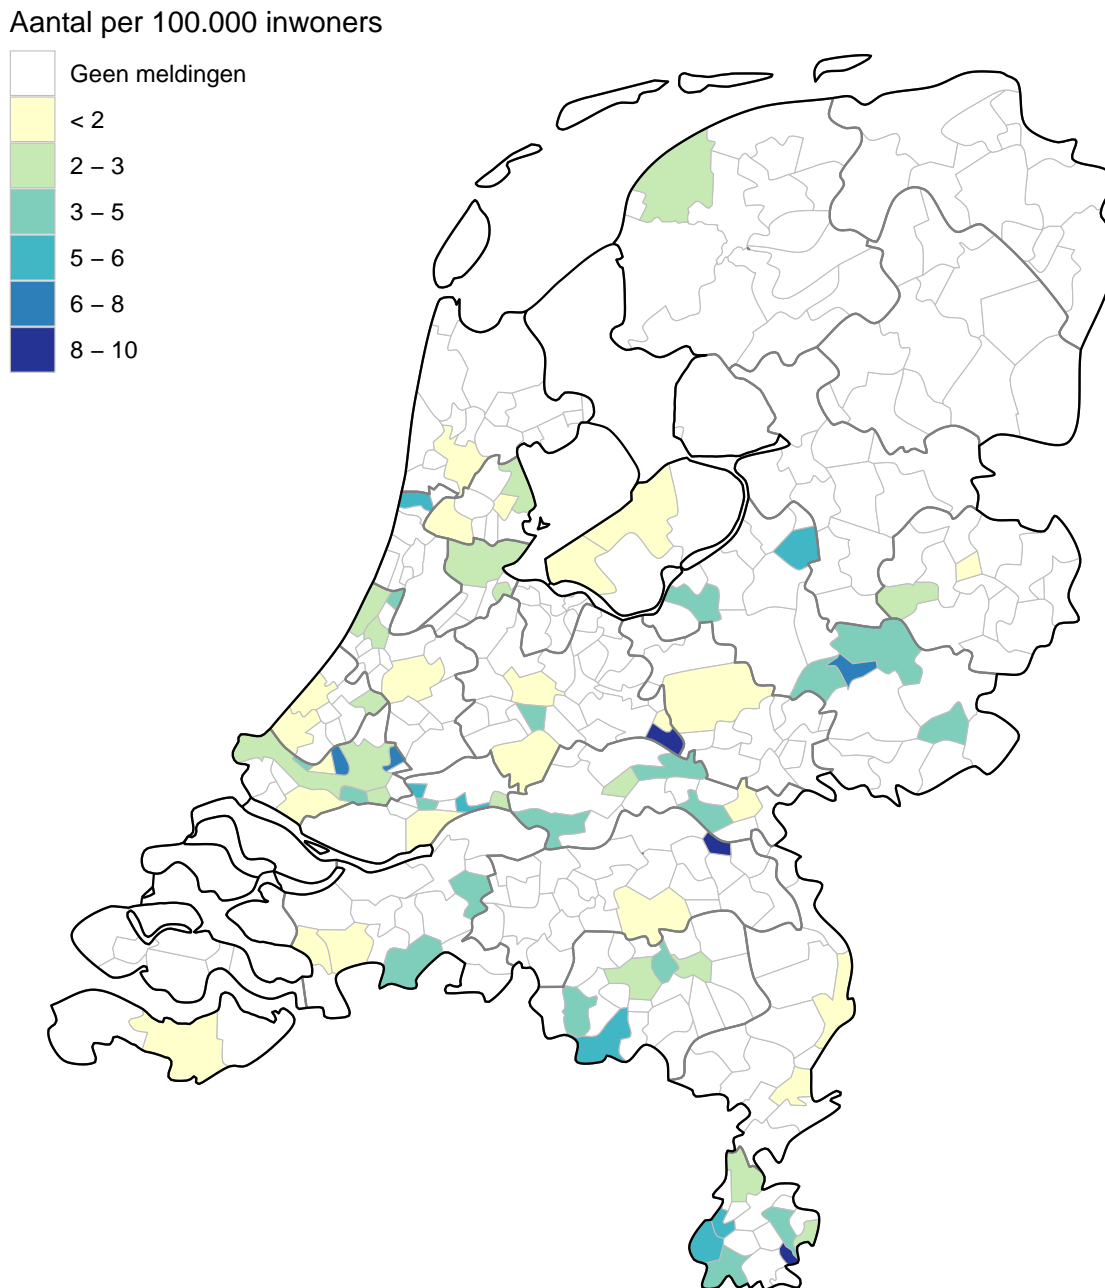 Aantal per 100.000 inwoners
Geen meldingen
< 2
2 – 3
3 – 5
5 – 6
6 – 8
8 – 10